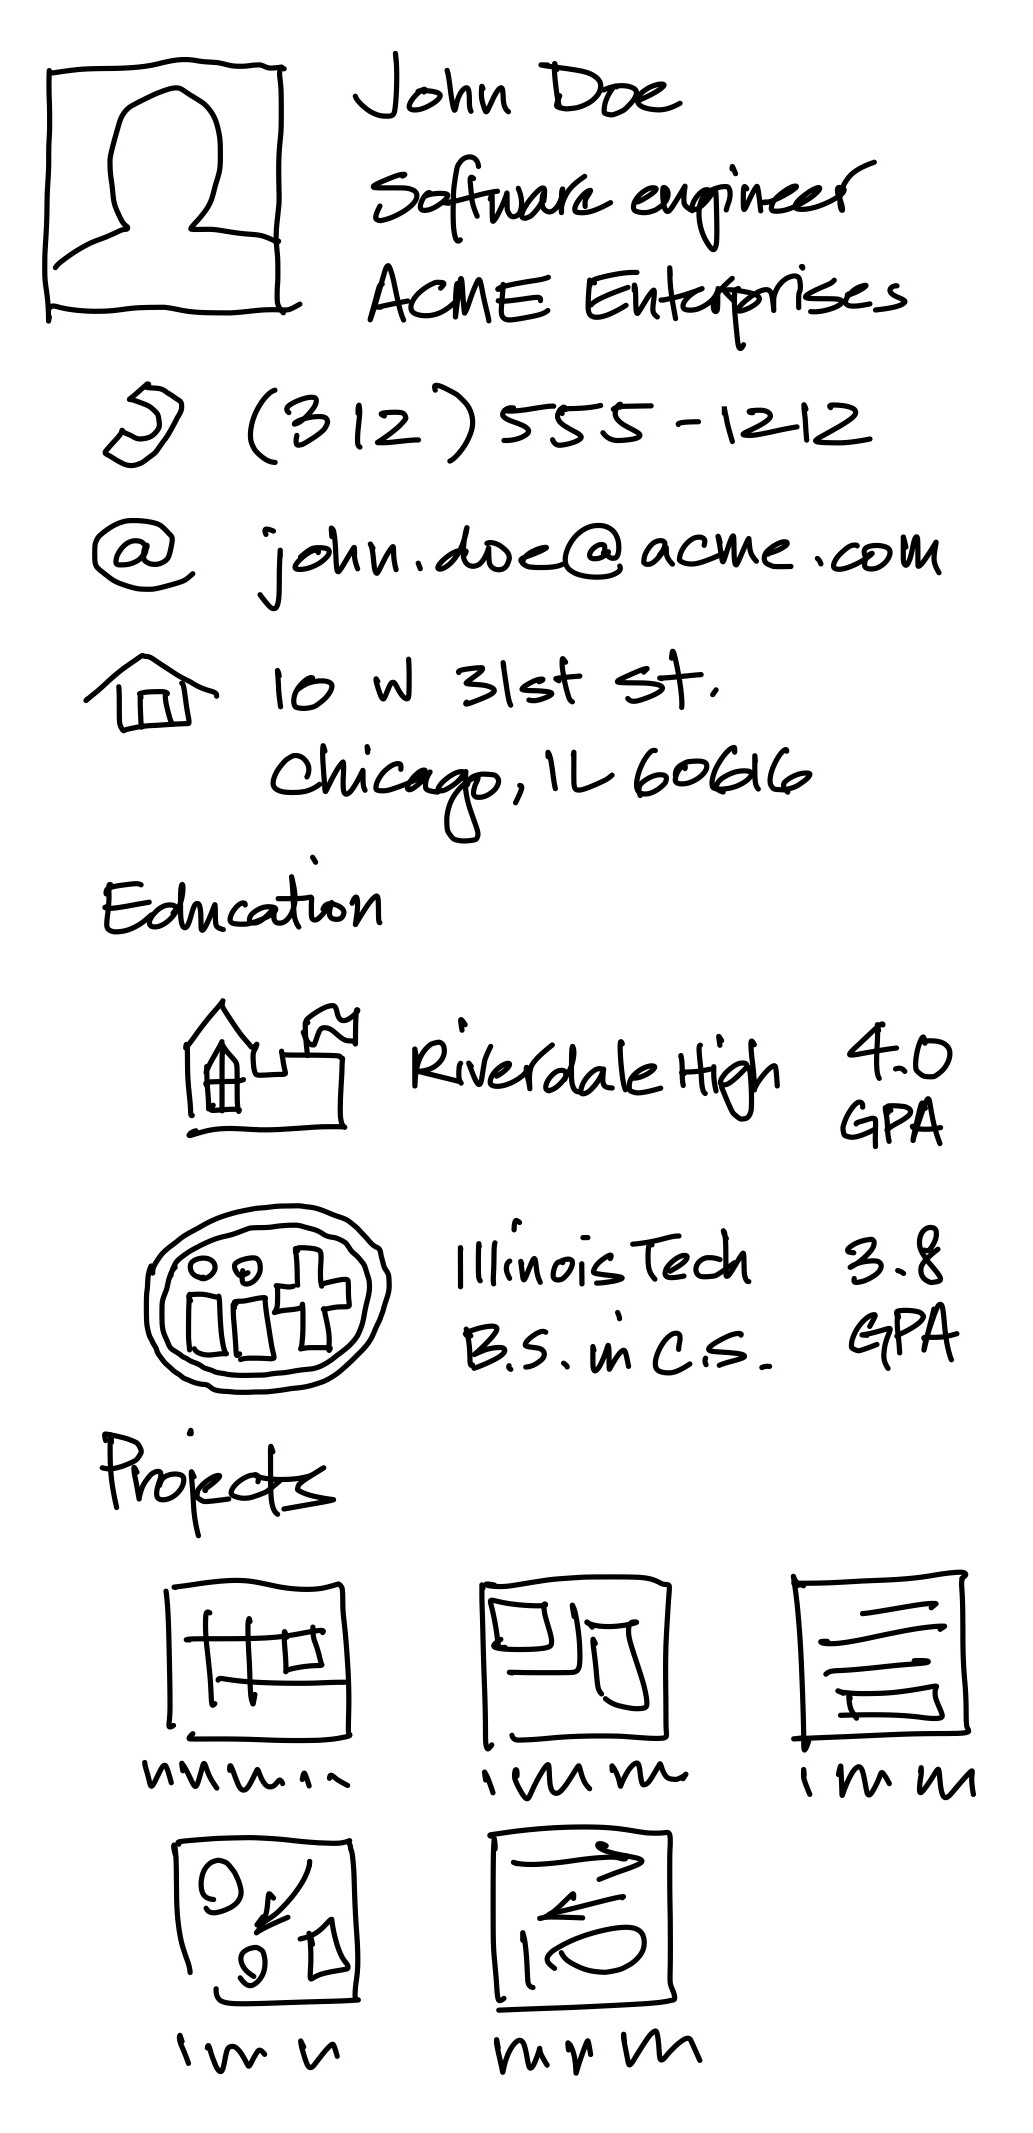 John Doe
Software engineer
ACME Enterprises
(312) 555-1212
@ john.doe@acme.com
10 W 31st St.
Chicago, IL 60616
Education
Riverdale High 4.0
GPA
Illinois Tech 3.8
B.S. in C.S. GPA
Projects